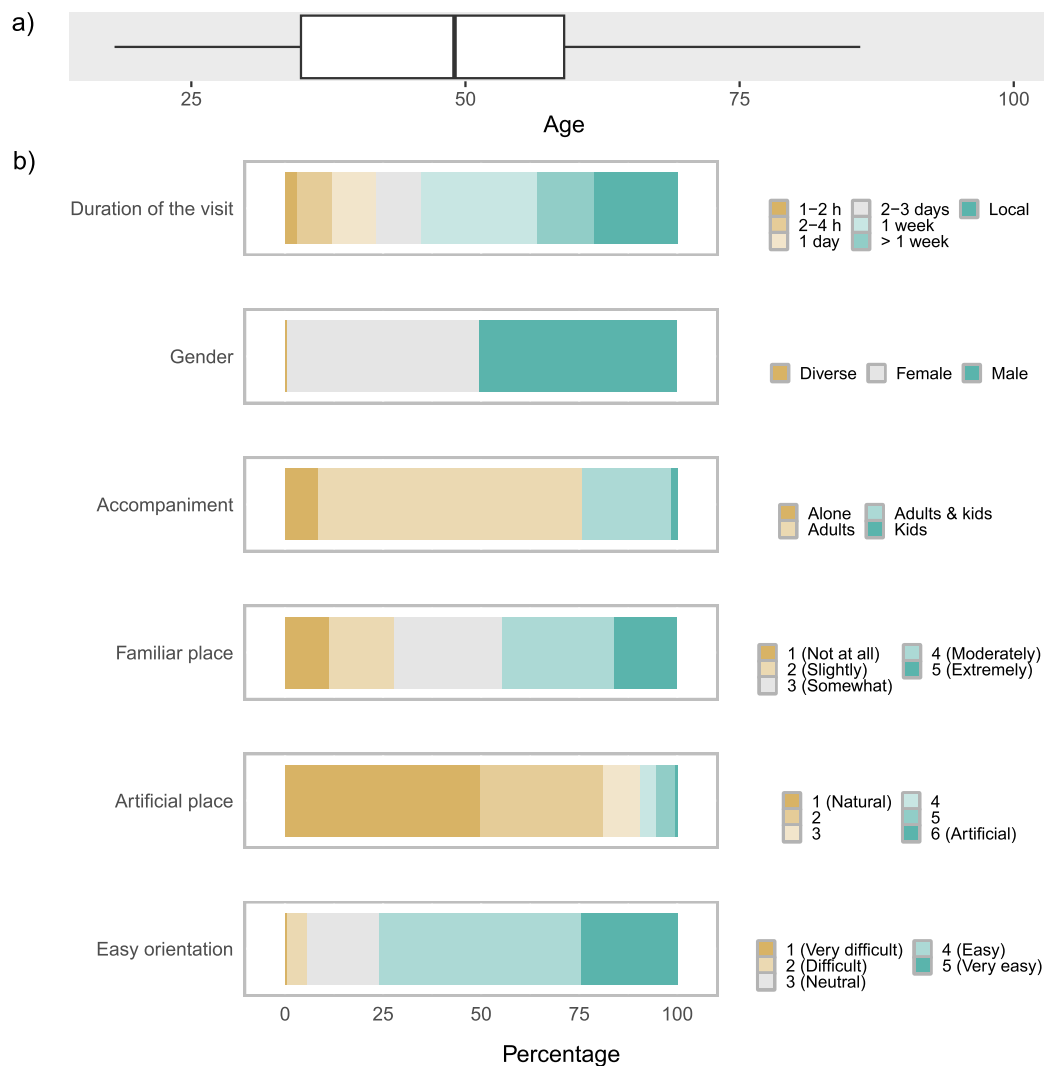 a)
25 50 75 100
Age
b)
Duration of the visit
1−2 h 2−3 days Local
2−4 h 1 week
1 day > 1 week
Gender
Diverse Female Male
Accompaniment
Alone Adults & kids
Adults Kids
Familiar place
1 (Not at all) 4 (Moderately)
2 (Slightly) 5 (Extremely)
3 (Somewhat)
Artificial place
1 (Natural) 4
2 5
3 6 (Artificial)
Easy orientation
1 (Very difficult) 4 (Easy)
2 (Difficult) 5 (Very easy)
3 (Neutral)
0 25 50 75 100
Percentage